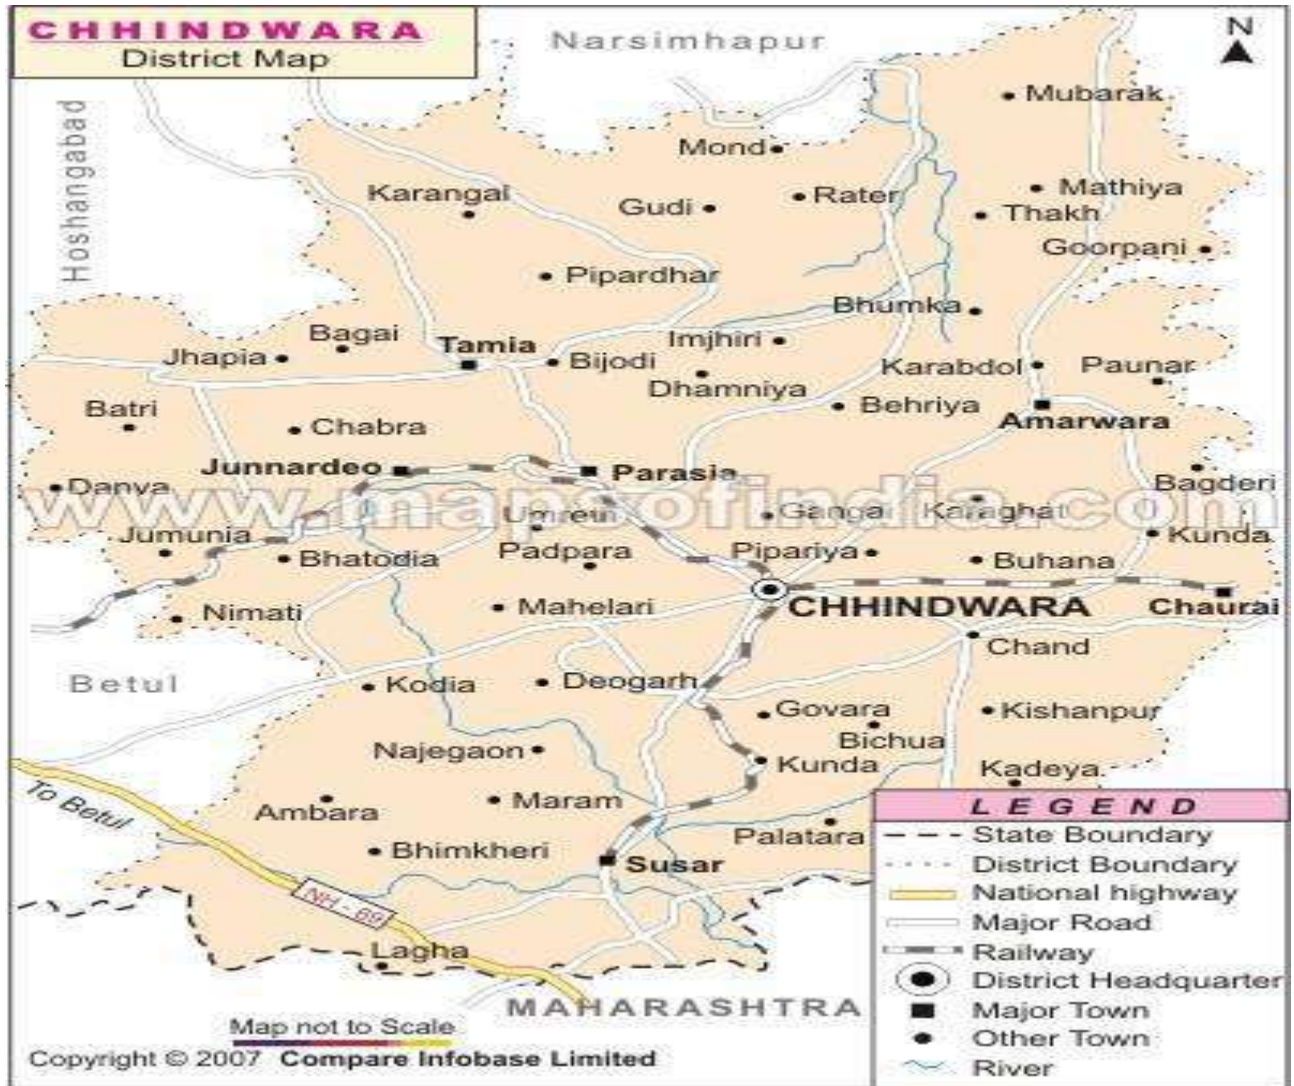 CHHINDWARA
District Map
Narsimhapur
N
Hoshangabad
Mubarak
Mond
Karangal
Gudi
Rater
Mathiya
Thakh
Goorpani
Pipardhar
Bhumka
Bagai
Jhapia
Tamia
Bijodi
Imjhiri
Dhamniya
Karabdol
Paunar
Batri
Chabra
Behriya
Amarwara
Junnardeo
Parasia
Danva
Bagderi
www.mapsofindia.com
Umreth
Gangai
Karaghat
Jumunia
Bhatodia
Padpara
Pipariya
Buhana
Kunda
Nimati
Mahelari
CHHINDWARA
Chaurai
Chand
Betul
Kodia
Deogarh
Govara
Kishanpur
Bichua
Najegaon
Kunda
Kadeya
To Betul
Ambara
Maram
Palatara
Bhimkheri
Susar
NH - 69
Lagha
MAHARASHTRA
LEGEND
State Boundary
District Boundary
National highway
Major Road
Railway
District Headquarter
Major Town
Other Town
River
Map not to Scale
Copyright © 2007 Compare Infobase Limited